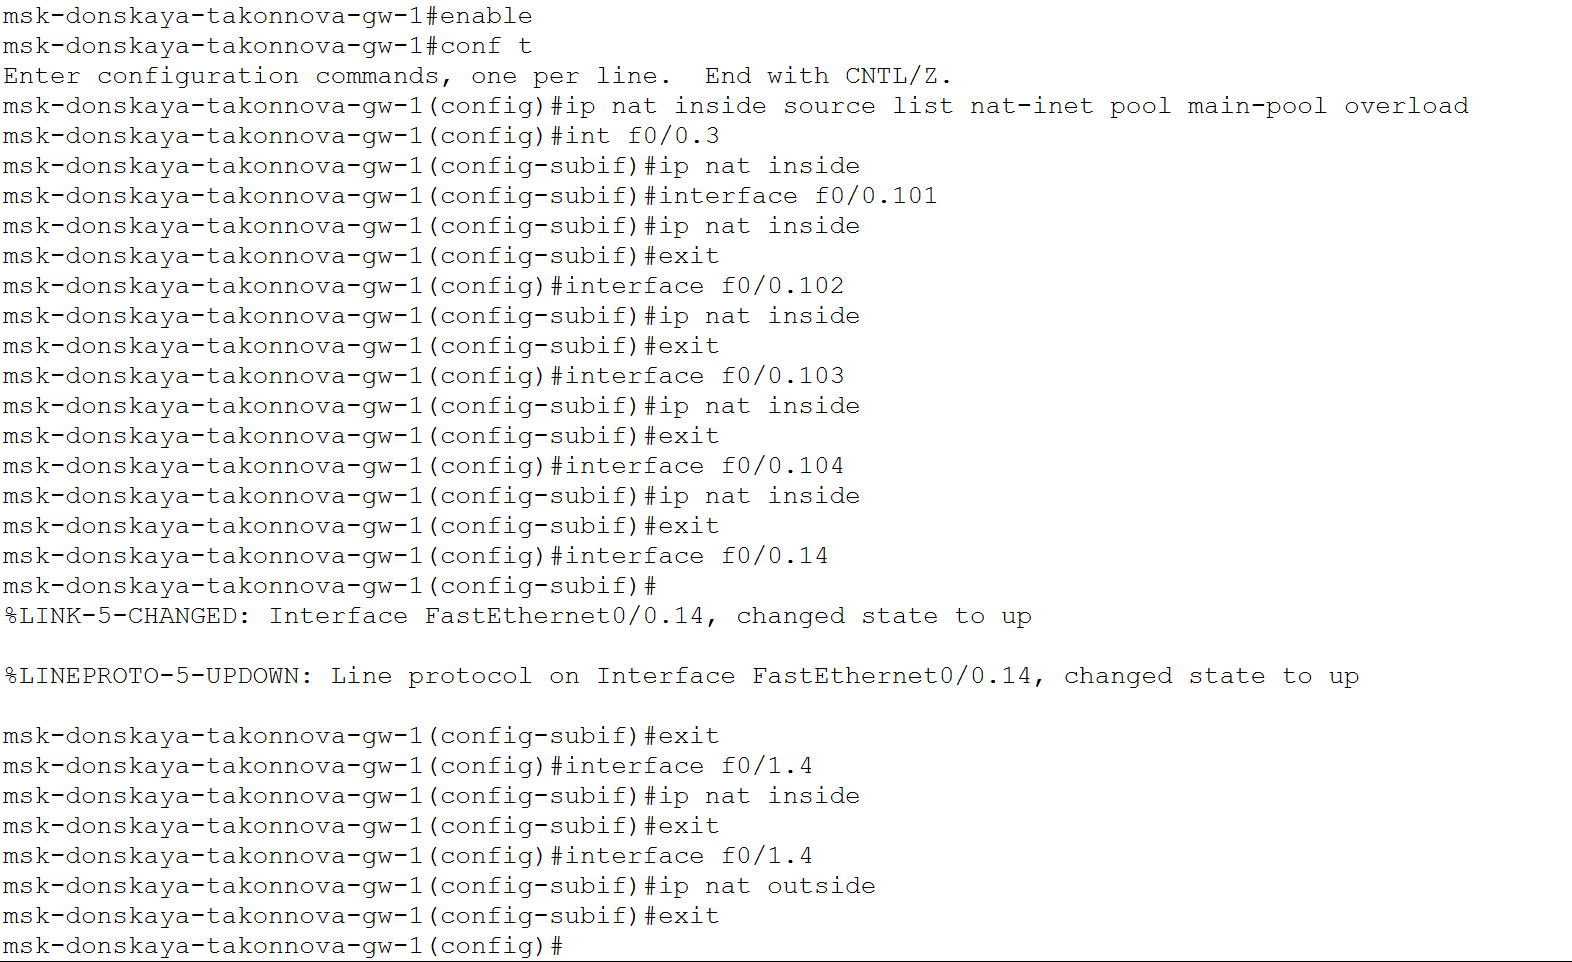 msk-donskaya-takonnova-gw-1#enable
msk-donskaya-takonnova-gw-1#conf t
Enter configuration commands, one per line.  End with CNTL/Z.
msk-donskaya-takonnova-gw-1(config)#ip nat inside source list nat-inet pool main-pool overload
msk-donskaya-takonnova-gw-1(config)#int f0/0.3
msk-donskaya-takonnova-gw-1(config-subif)#ip nat inside
msk-donskaya-takonnova-gw-1(config-subif)#interface f0/0.101
msk-donskaya-takonnova-gw-1(config-subif)#ip nat inside
msk-donskaya-takonnova-gw-1(config-subif)#exit
msk-donskaya-takonnova-gw-1(config)#interface f0/0.102
msk-donskaya-takonnova-gw-1(config-subif)#ip nat inside
msk-donskaya-takonnova-gw-1(config-subif)#exit
msk-donskaya-takonnova-gw-1(config)#interface f0/0.103
msk-donskaya-takonnova-gw-1(config-subif)#ip nat inside
msk-donskaya-takonnova-gw-1(config-subif)#exit
msk-donskaya-takonnova-gw-1(config)#interface f0/0.104
msk-donskaya-takonnova-gw-1(config-subif)#ip nat inside
msk-donskaya-takonnova-gw-1(config-subif)#exit
msk-donskaya-takonnova-gw-1(config)#interface f0/0.14
msk-donskaya-takonnova-gw-1(config-subif)#
%LINK-5-CHANGED: Interface FastEthernet0/0.14, changed state to up
%LINEPROTO-5-UPDOWN: Line protocol on Interface FastEthernet0/0.14, changed state to up
msk-donskaya-takonnova-gw-1(config-subif)#exit
msk-donskaya-takonnova-gw-1(config)#interface f0/1.4
msk-donskaya-takonnova-gw-1(config-subif)#ip nat inside
msk-donskaya-takonnova-gw-1(config-subif)#exit
msk-donskaya-takonnova-gw-1(config)#interface f0/1.4
msk-donskaya-takonnova-gw-1(config-subif)#ip nat outside
msk-donskaya-takonnova-gw-1(config-subif)#exit
msk-donskaya-takonnova-gw-1(config)#